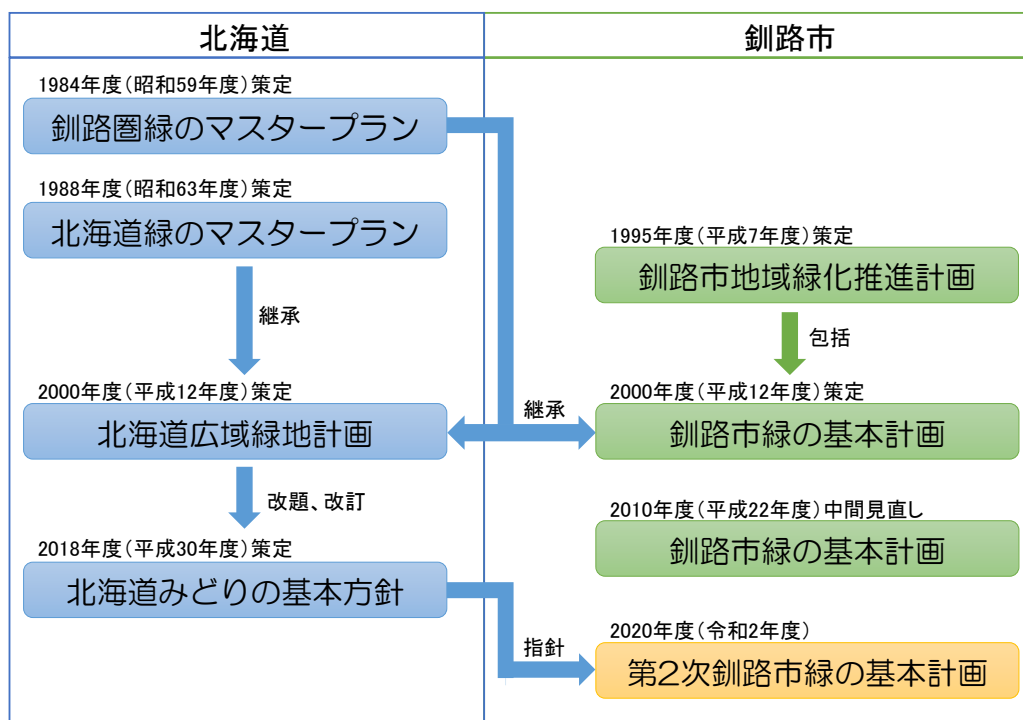 北海道
釧路市
1984年度(昭和59年度)策定
釧路圏緑のマスタープラン
1988年度(昭和63年度)策定
北海道緑のマスタープラン
継承
2000年度(平成12年度)策定
北海道広域緑地計画
改題、改訂
2018年度(平成30年度)策定
北海道みどりの基本方針
1995年度(平成7年度)策定
釧路市地域緑化推進計画
包括
継承
2000年度(平成12年度)策定
釧路市緑の基本計画
2010年度(平成22年度)中間見直し
釧路市緑の基本計画
指針
2020年度(令和2年度)
第2次釧路市緑の基本計画